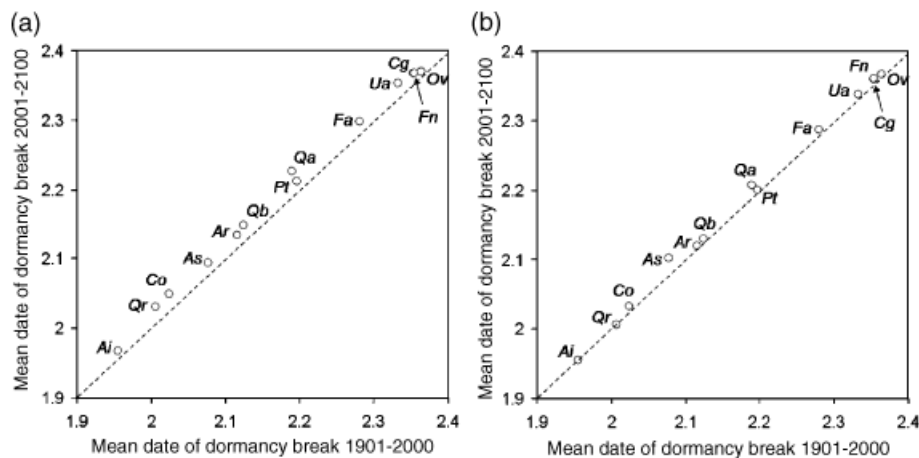 (a)
Mean date of dormancy break 2001-2100
2.4
2.3
2.2
2.1
2
1.9
Cg
Ov
Ua
Fn
Fa
Qa
Pt
Qb
Ar
As
Co
Qr
Ai
1.9 2 2.1 2.2 2.3 2.4
Mean date of dormancy break 1901-2000
(b)
Mean date of dormancy break 2001-2100
2.4
2.3
2.2
2.1
2
1.9
Fn
Ov
Ua
Cg
Fa
Qa
Pt
Qb
Ar
As
Co
Qr
Ai
1.9 2 2.1 2.2 2.3 2.4
Mean date of dormancy break 1901-2000